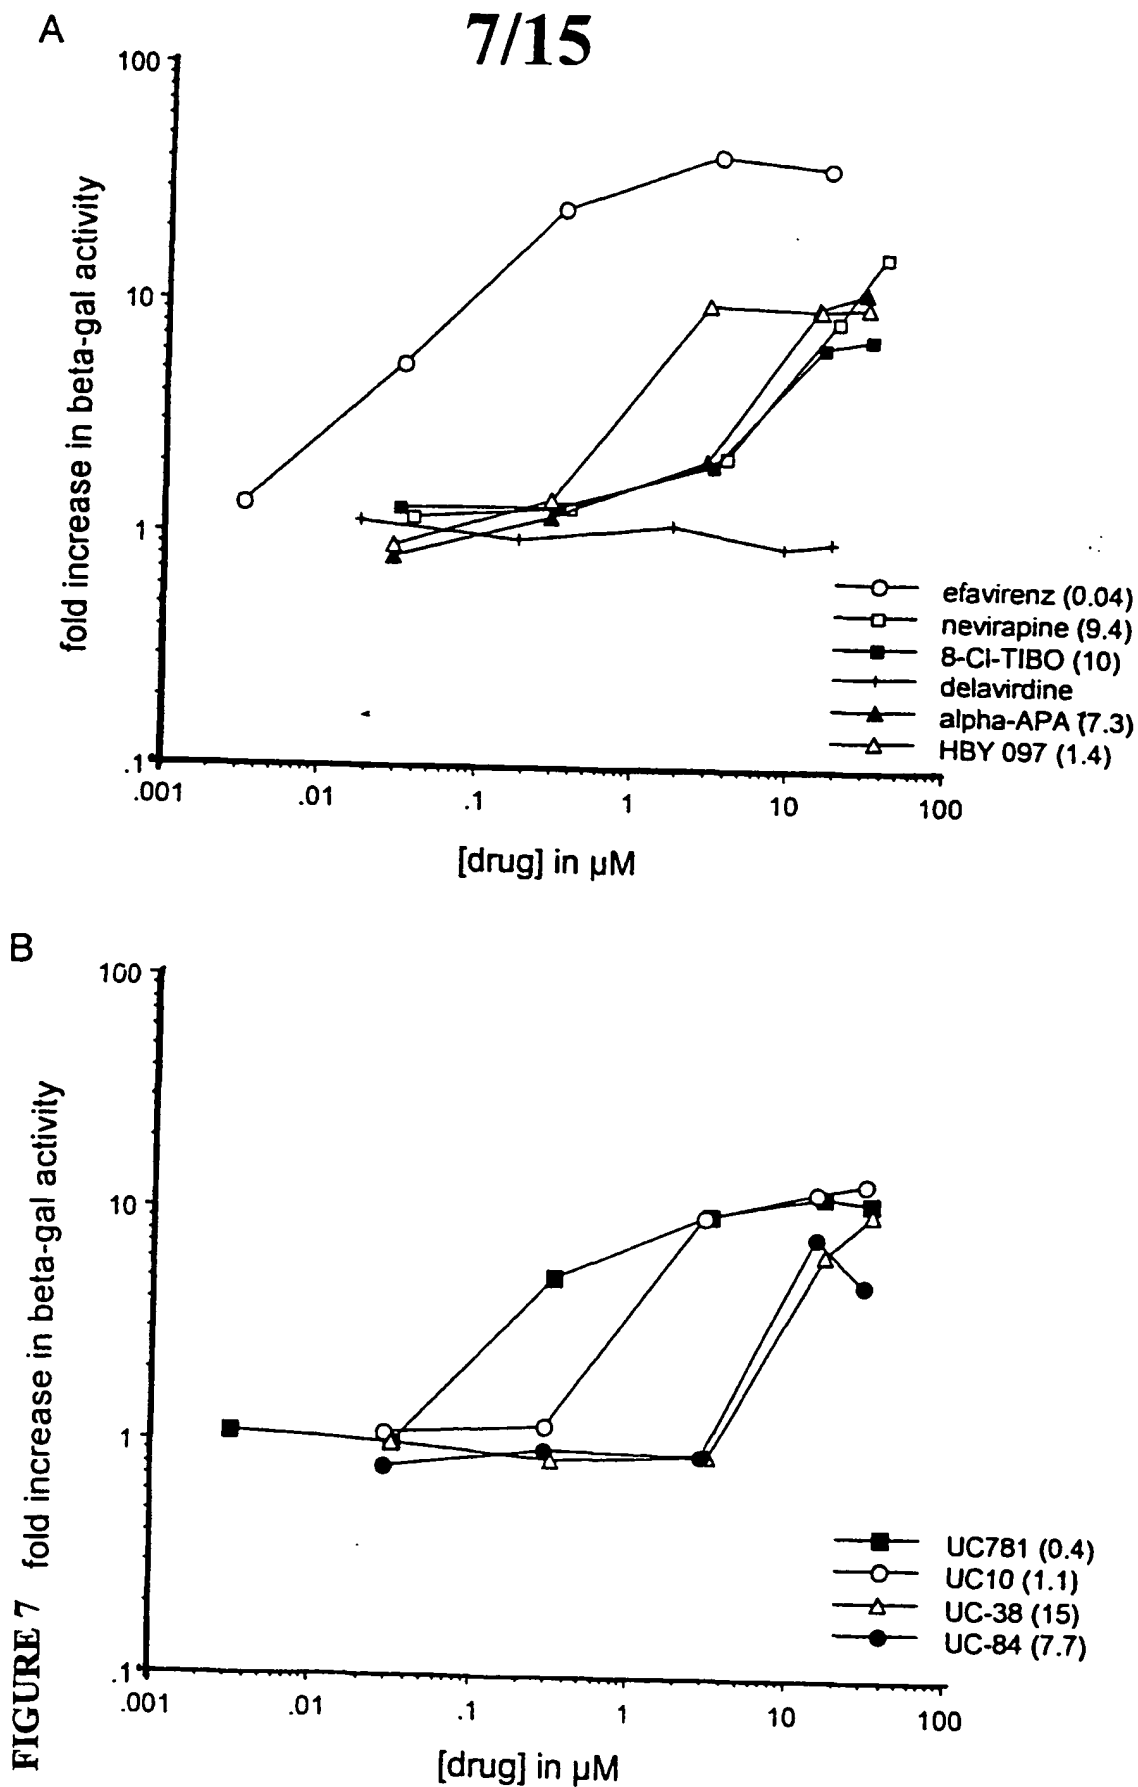 A
7/15
100
10
1
.1
fold increase in beta-gal activity
.001 .01 .1 1 10 100
[drug] in µM
efavirenz (0.04)
nevirapine (9.4)
8-Cl-TIBO (10)
delavirdine
alpha-APA (7.3)
HBY 097 (1.4)
B
100
10
1
.1
fold increase in beta-gal activity
.001 .01 .1 1 10 100
[drug] in µM
UC781 (0.4)
UC10 (1.1)
UC-38 (15)
UC-84 (7.7)
FIGURE 7